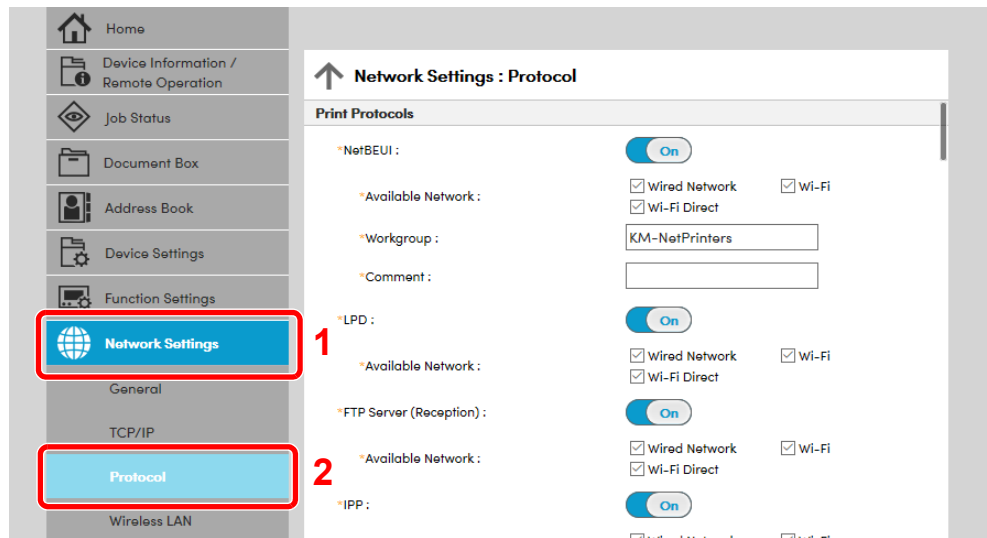 Home
Device Information /
Remote Operation
Job Status
Document Box
Address Book
Device Settings
Function Settings
Network Settings
1
General
TCP/IP
Protocol
2
Wireless LAN
Network Settings : Protocol
Print Protocols
*NetBEUI :
On
*Available Network :
Wired Network
Wi-Fi
Wi-Fi Direct
*Workgroup :
KM-NetPrinters
*Comment :
*LPD :
On
*Available Network :
Wired Network
Wi-Fi
Wi-Fi Direct
*FTP Server (Reception) :
On
*Available Network :
Wired Network
Wi-Fi
Wi-Fi Direct
*IPP :
On